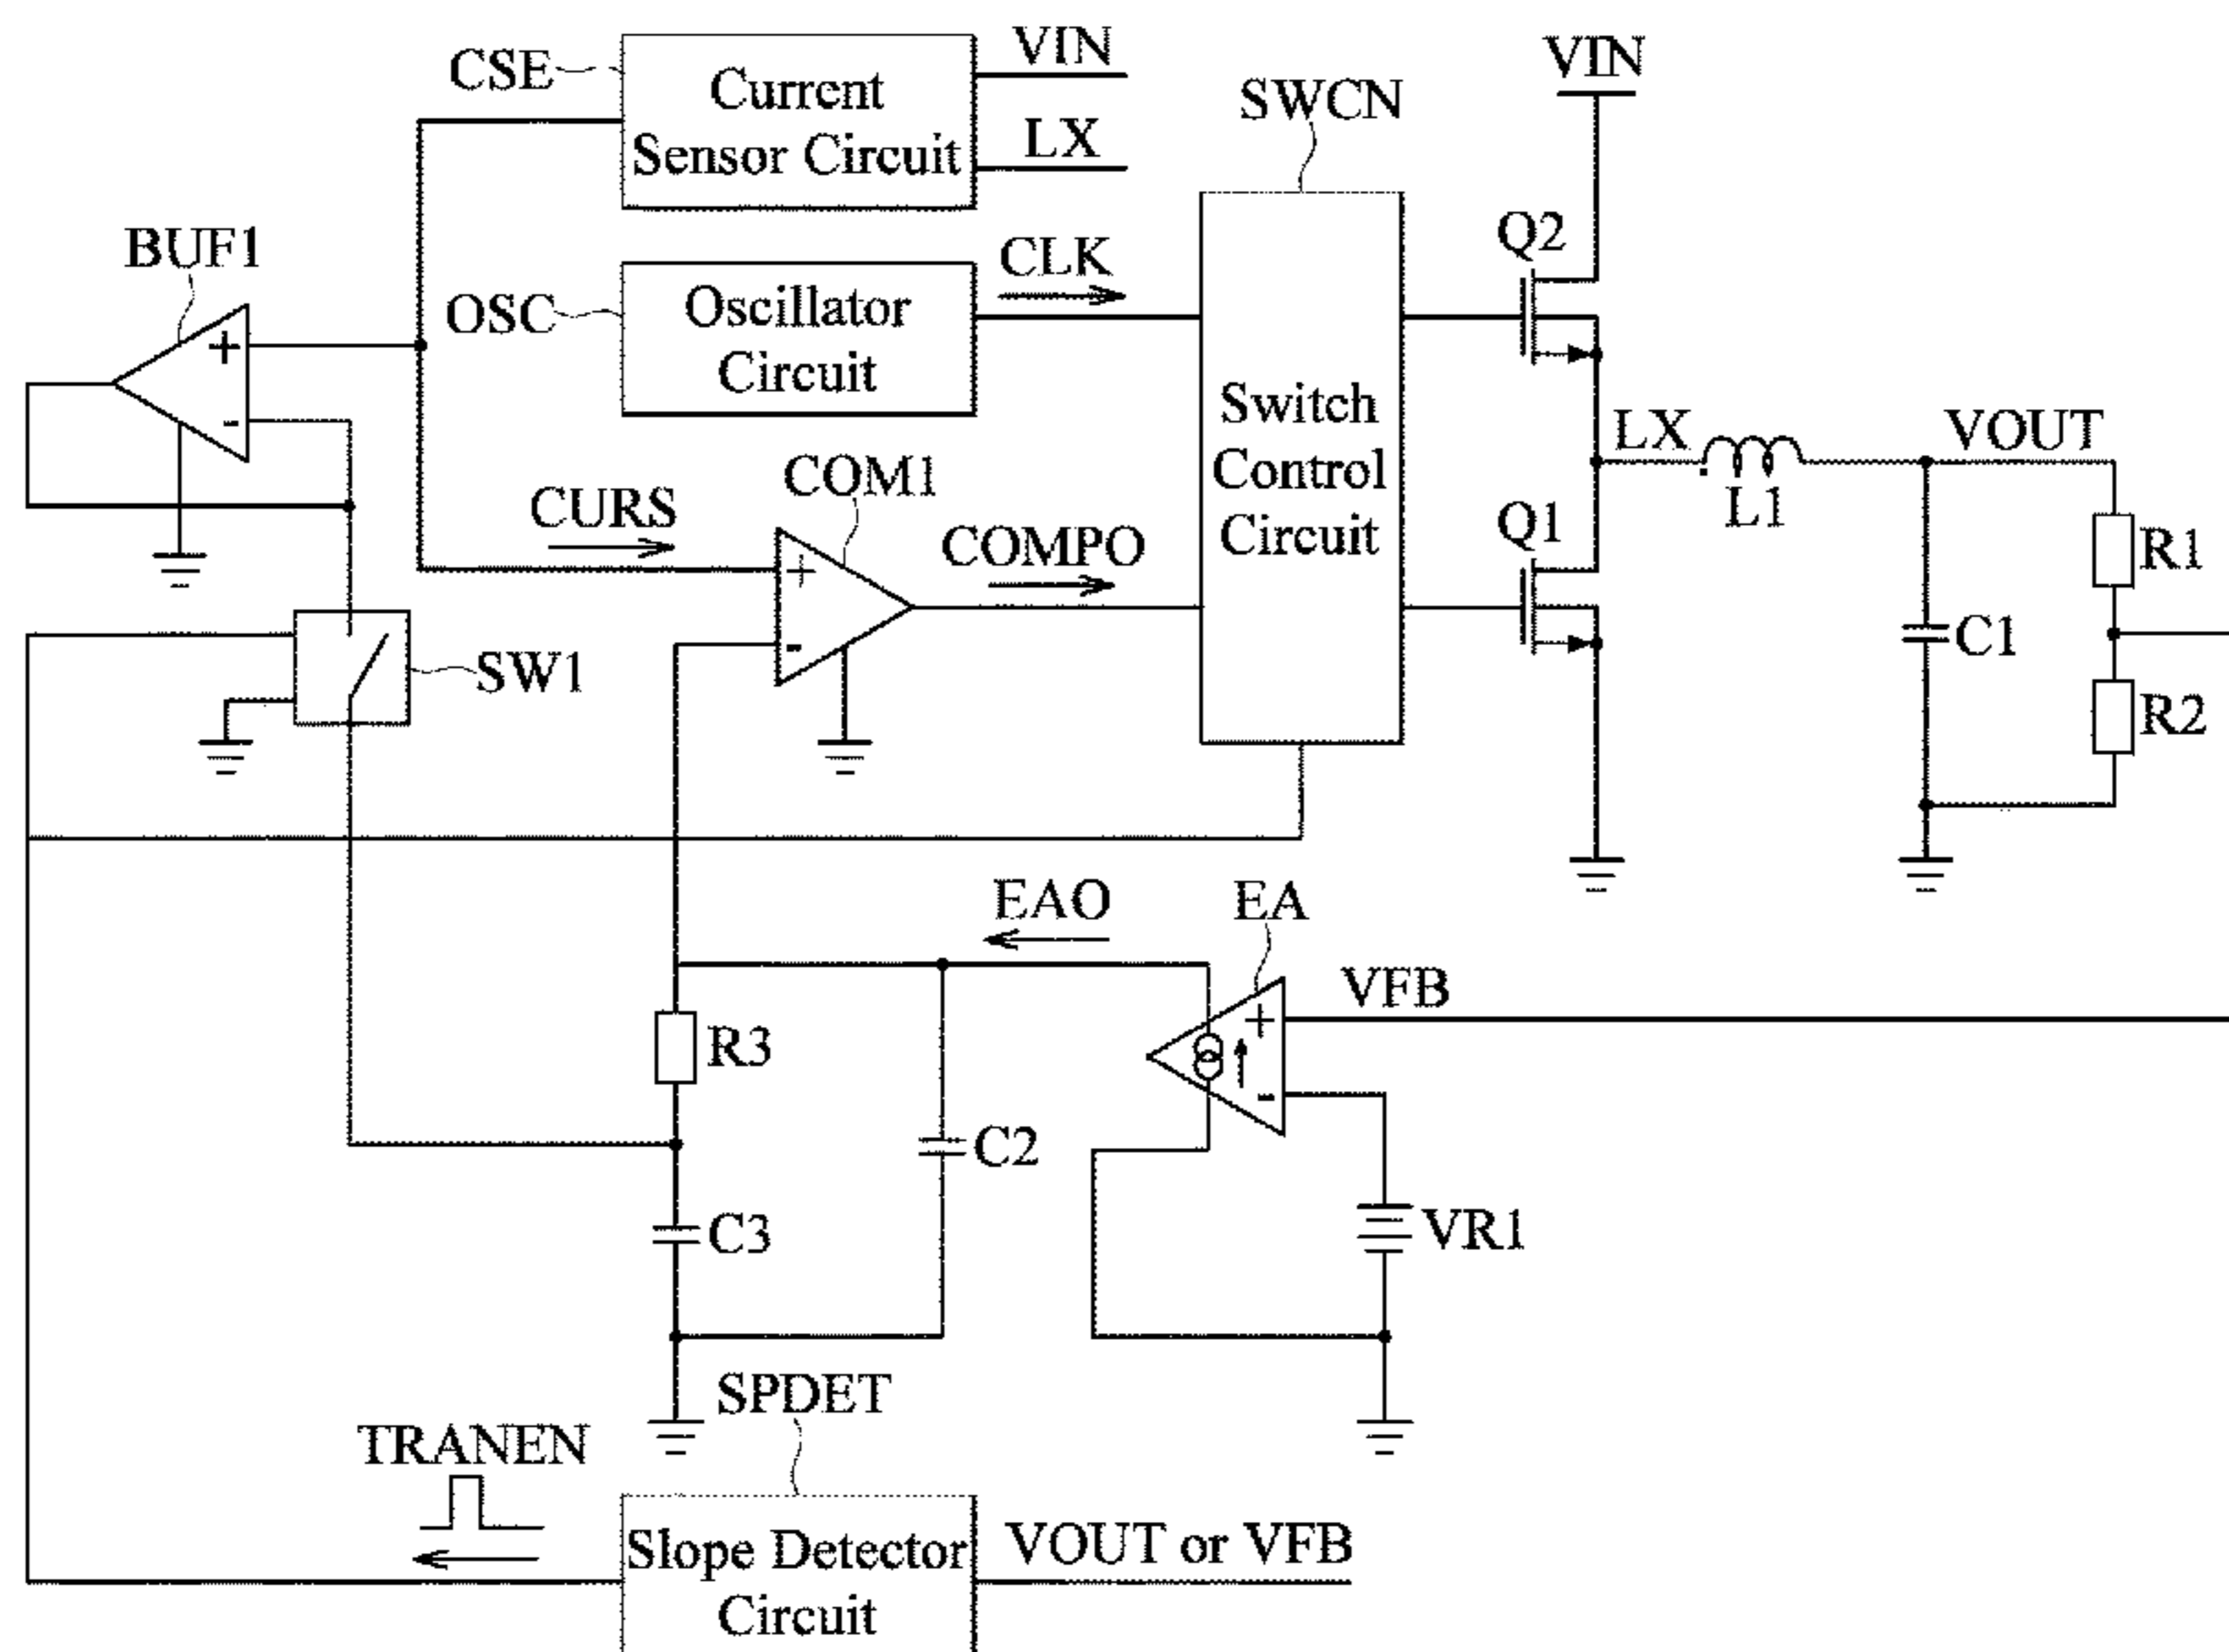 CSE
Current
Sensor Circuit
VIN
LX
VIN
SWCN
BUF1
+
-
OSC
Oscillator
Circuit
CLK
Q2
Switch
Control
Circuit
LX
VOUT
L1
CURS
COM1
+
-
COMPO
Q1
R1
C1
R2
SW1
EAO
EA
+
-
VFB
R3
C2
C3
VR1
SPDET
TRANEN
Slope Detector
Circuit
VOUT or VFB